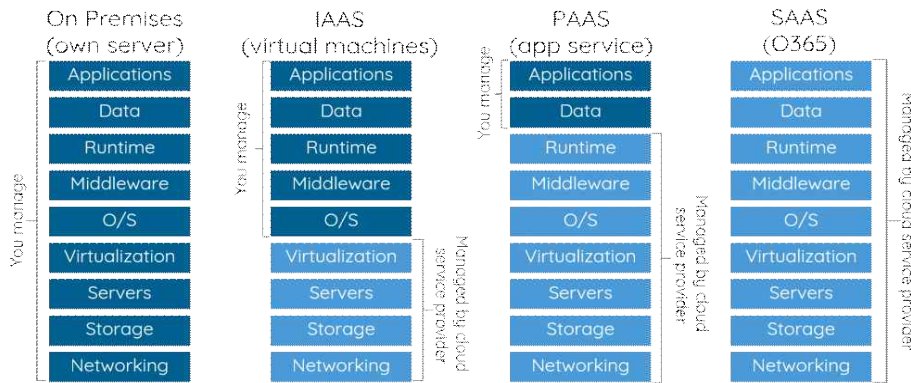 On Premises
(own server)
You manage
Applications
Data
Runtime
Middleware
O/S
Virtualization
Servers
Storage
Networking
IAAS
(virtual machines)
You manage
Applications
Data
Runtime
Middleware
O/S
Virtualization
Servers
Storage
Networking
Managed by cloud
service provider
PAAS
(app service)
You manage
Applications
Data
Runtime
Middleware
O/S
Virtualization
Servers
Storage
Networking
Managed by cloud
service provider
SAAS
(O365)
Applications
Data
Runtime
Middleware
O/S
Virtualization
Servers
Storage
Networking
Managed by cloud service provider